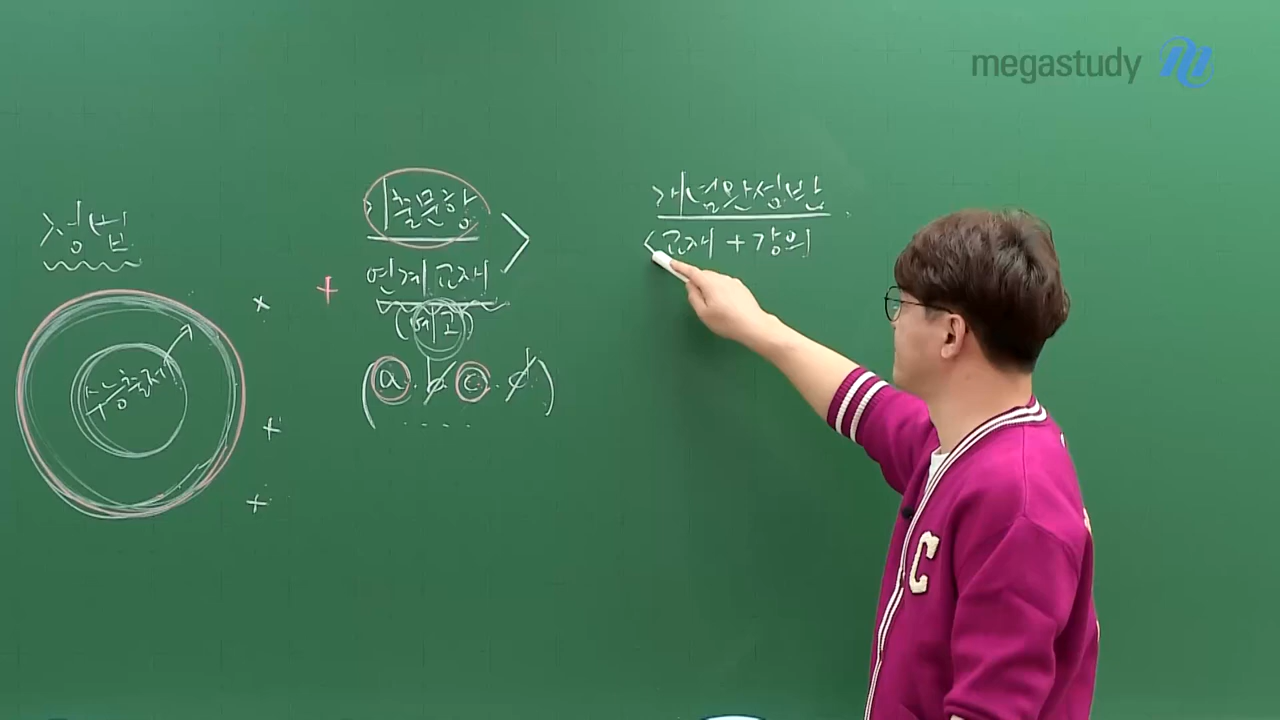 megastudy
정법
수능출제
+
기출문항
연계교재
(비고)
(a. b. c. d)
개념완성반
<교재 + 강의
C